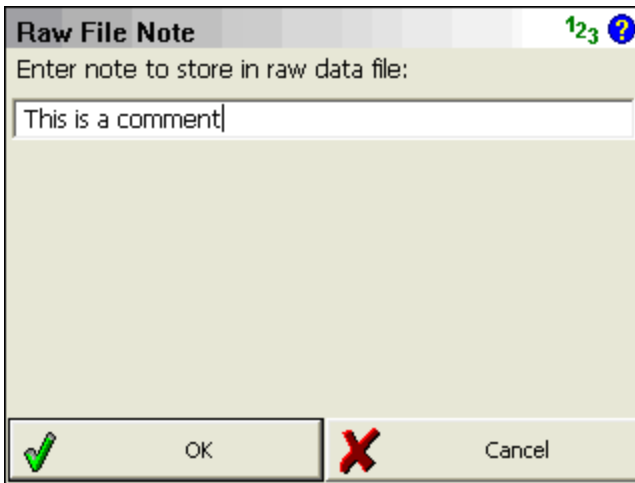 Raw File Note 123 ?
Enter note to store in raw data file:
This is a comment
OK Cancel